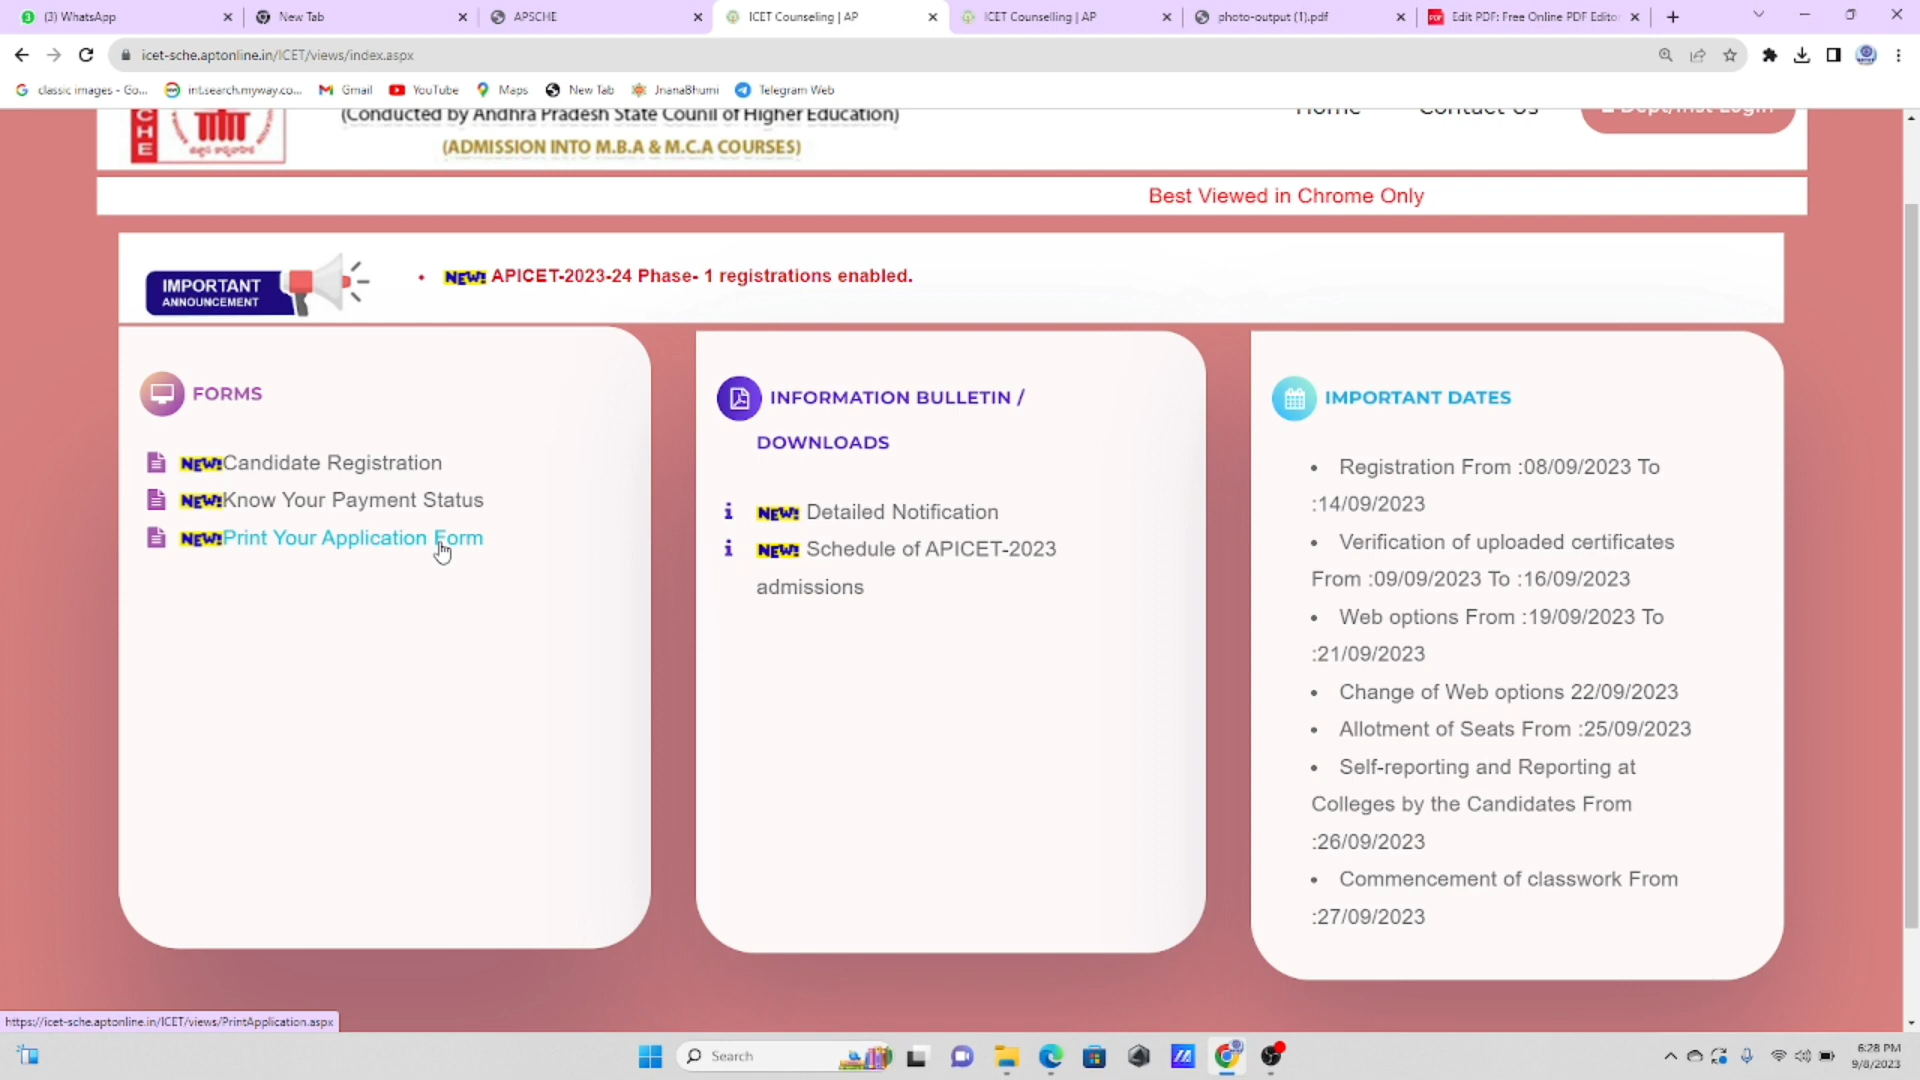 (3) WhatsApp
New Tab
APSCHE
ICET Counseling | AP
ICET Counselling | AP
photo-output (1).pdf
Edit PDF: Free Online PDF Editor
icet-sche.aptonline.in/ICET/views/index.aspx
classic images - Go...
int.search.myway.co...
Gmail
YouTube
Maps
New Tab
JnanaBhumi
Telegram Web
CHE
(Conducted by Andhra Pradesh State Counil of Higher Education)
Home
Contact Us
Dept/Inst Login
(ADMISSION INTO M.B.A & M.C.A COURSES)
Best Viewed in Chrome Only
IMPORTANT
ANNOUNCEMENT
• NEW! APICET-2023-24 Phase- 1 registrations enabled.
FORMS
NEW!Candidate Registration
NEW!Know Your Payment Status
NEW!Print Your Application Form
INFORMATION BULLETIN /
DOWNLOADS
i NEW! Detailed Notification
i NEW! Schedule of APICET-2023
admissions
IMPORTANT DATES
• Registration From :08/09/2023 To
:14/09/2023
• Verification of uploaded certificates
From :09/09/2023 To :16/09/2023
• Web options From :19/09/2023 To
:21/09/2023
• Change of Web options 22/09/2023
• Allotment of Seats From :25/09/2023
• Self-reporting and Reporting at
Colleges by the Candidates From
:26/09/2023
• Commencement of classwork From
:27/09/2023
https://icet-sche.aptonline.in/ICET/views/PrintApplication.aspx
Search
6:28 PM
9/8/2023